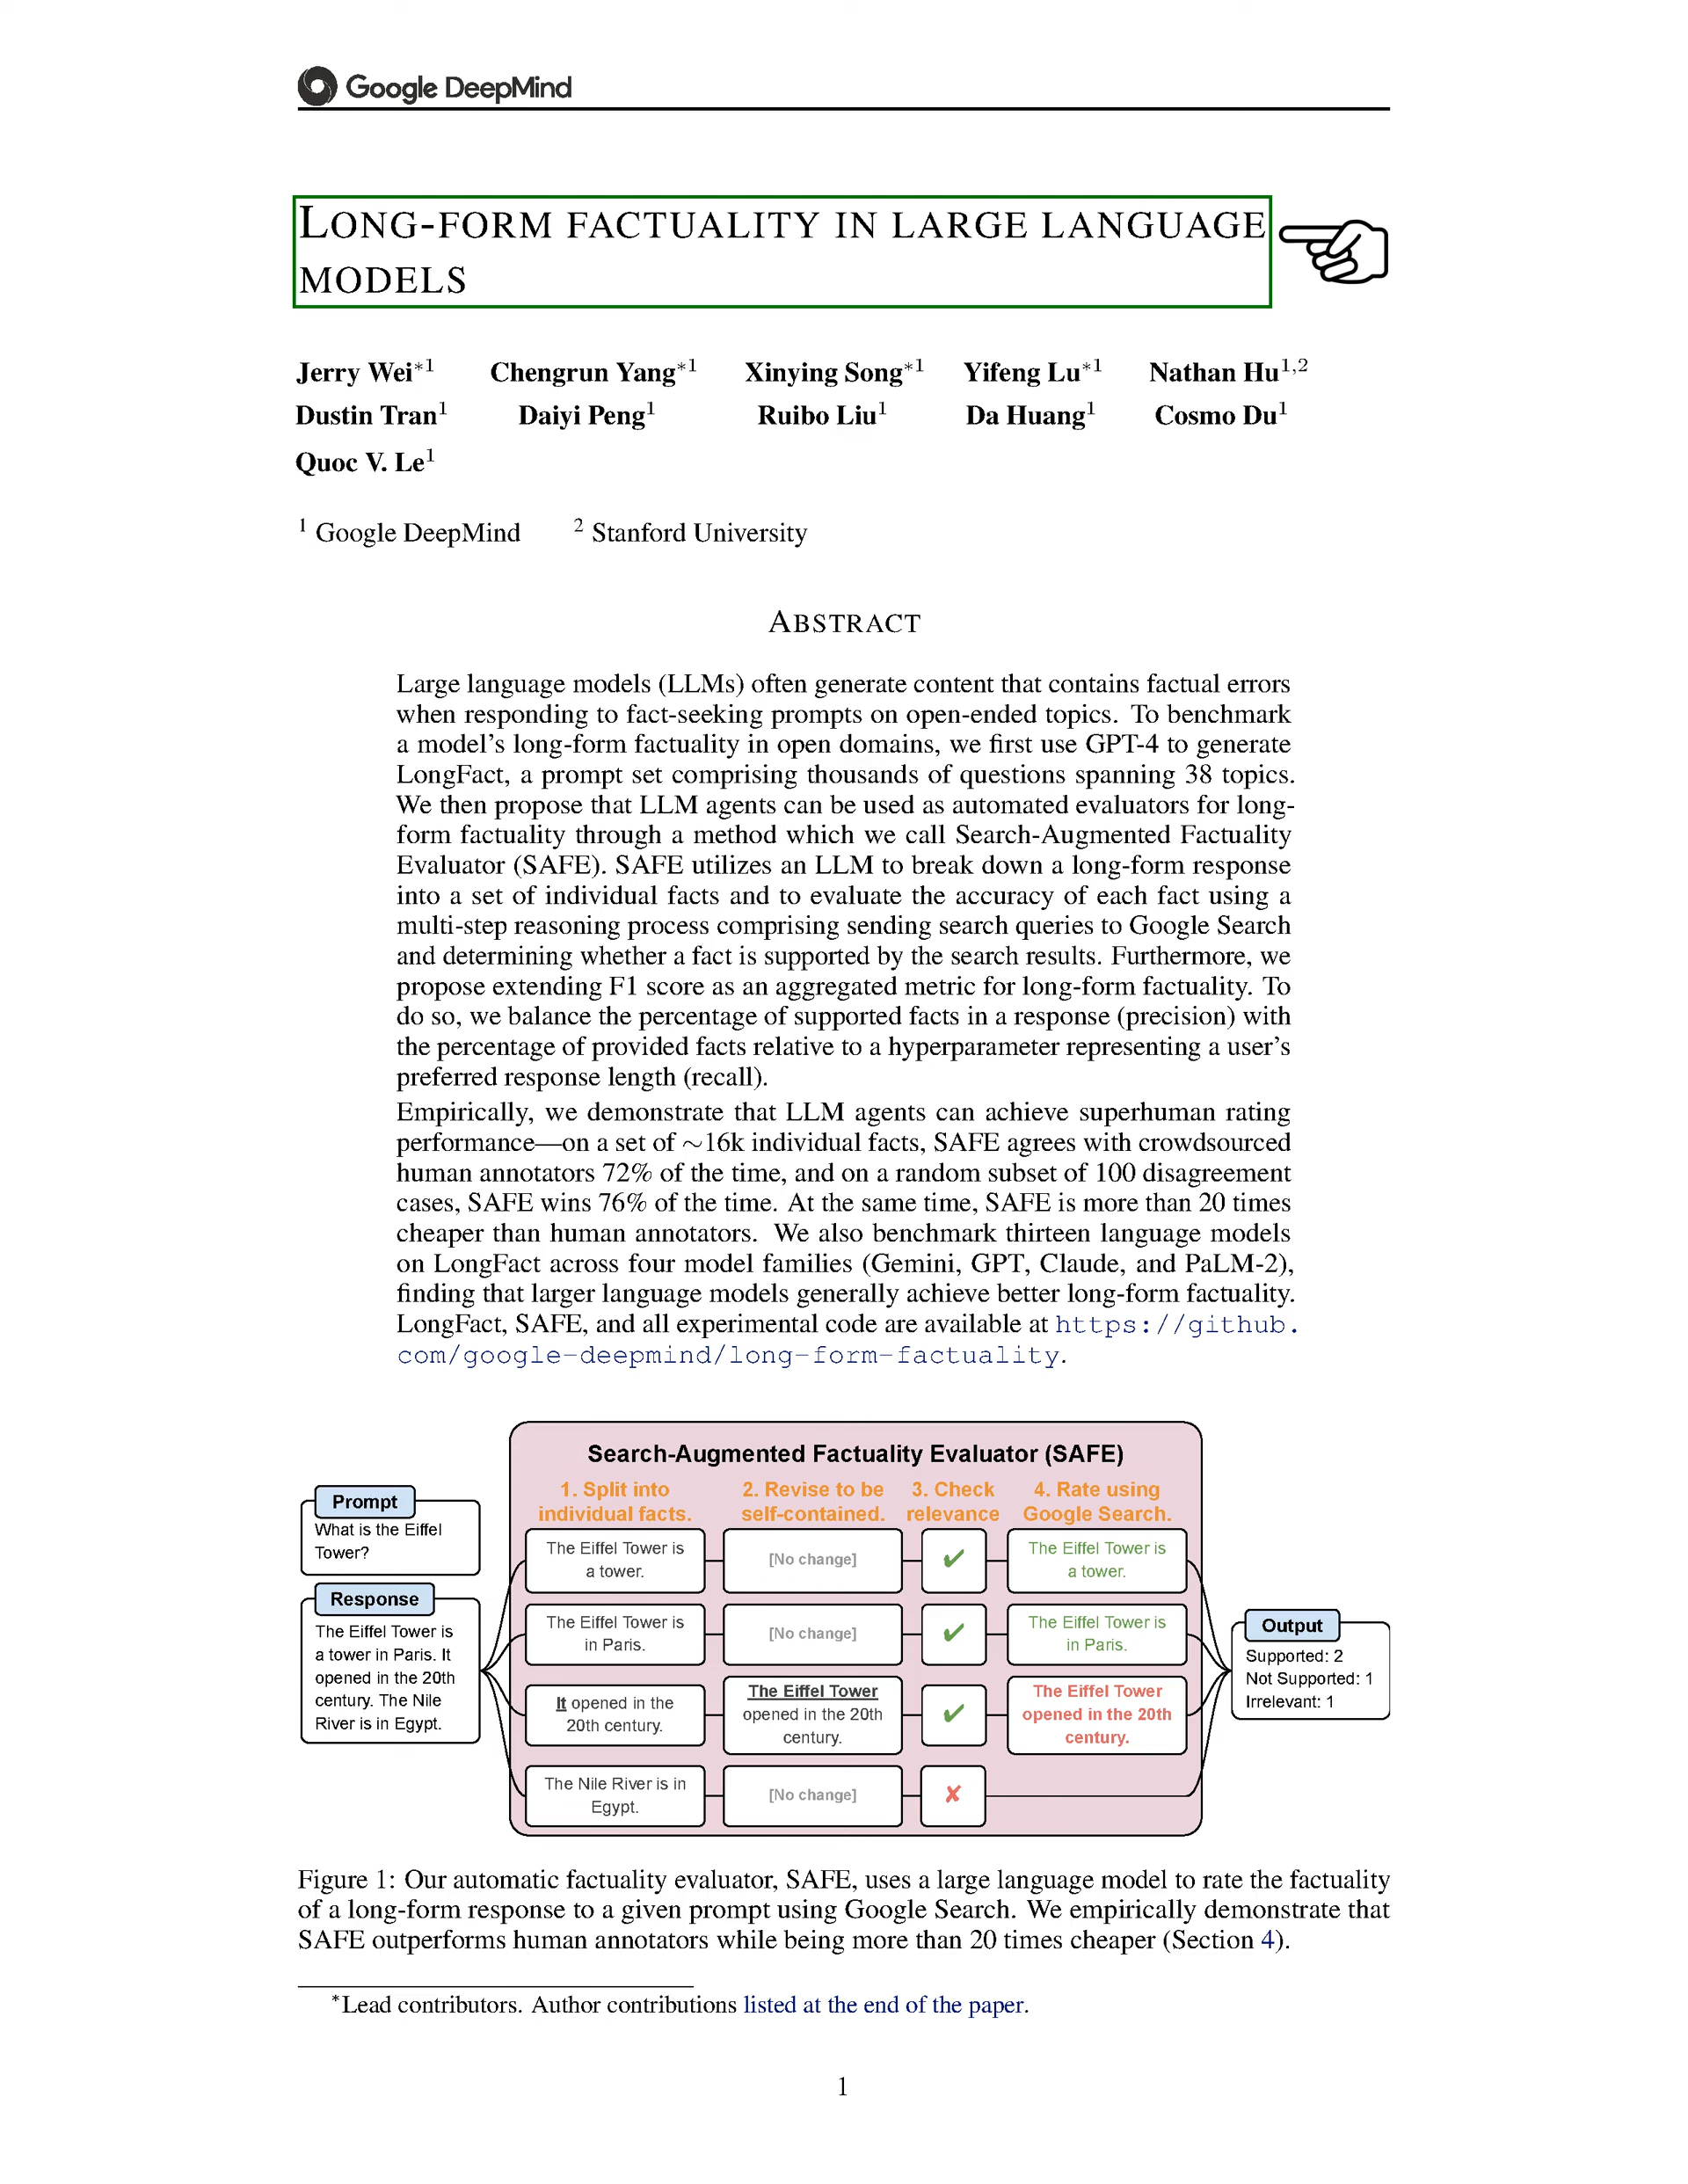 Google DeepMind
LONG-FORM FACTUALITY IN LARGE LANGUAGE
MODELS
Jerry Wei*1 Chengrun Yang*1 Xinying Song*1 Yifeng Lu*1 Nathan Hu1,2
Dustin Tran1 Daiyi Peng1 Ruibo Liu1 Da Huang1 Cosmo Du1
Quoc V. Le1
1 Google DeepMind 2 Stanford University
ABSTRACT
Large language models (LLMs) often generate content that contains factual errors
when responding to fact-seeking prompts on open-ended topics. To benchmark
a model's long-form factuality in open domains, we first use GPT-4 to generate
LongFact, a prompt set comprising thousands of questions spanning 38 topics.
We then propose that LLM agents can be used as automated evaluators for long-
form factuality through a method which we call Search-Augmented Factuality
Evaluator (SAFE). SAFE utilizes an LLM to break down a long-form response
into a set of individual facts and to evaluate the accuracy of each fact using a
multi-step reasoning process comprising sending search queries to Google Search
and determining whether a fact is supported by the search results. Furthermore, we
propose extending F1 score as an aggregated metric for long-form factuality. To
do so, we balance the percentage of supported facts in a response (precision) with
the percentage of provided facts relative to a hyperparameter representing a user's
preferred response length (recall).
Empirically, we demonstrate that LLM agents can achieve superhuman rating
performance—on a set of ~16k individual facts, SAFE agrees with crowdsourced
human annotators 72% of the time, and on a random subset of 100 disagreement
cases, SAFE wins 76% of the time. At the same time, SAFE is more than 20 times
cheaper than human annotators. We also benchmark thirteen language models
on LongFact across four model families (Gemini, GPT, Claude, and PaLM-2),
finding that larger language models generally achieve better long-form factuality.
LongFact, SAFE, and all experimental code are available at https://github.
com/google-deepmind/long-form-factuality.
Search-Augmented Factuality Evaluator (SAFE)
1. Split into
individual facts.
2. Revise to be
self-contained.
3. Check
relevance
4. Rate using
Google Search.
Prompt
What is the Eiffel
Tower?
Response
The Eiffel Tower is
a tower in Paris. It
opened in the 20th
century. The Nile
River is in Egypt.
The Eiffel Tower is
a tower.
[No change]
✔
The Eiffel Tower is
a tower.
The Eiffel Tower is
in Paris.
[No change]
✔
The Eiffel Tower is
in Paris.
It opened in the
20th century.
The Eiffel Tower
opened in the 20th
century.
✔
The Eiffel Tower
opened in the 20th
century.
The Nile River is in
Egypt.
[No change]
✘
Output
Supported: 2
Not Supported: 1
Irrelevant: 1
Figure 1: Our automatic factuality evaluator, SAFE, uses a large language model to rate the factuality
of a long-form response to a given prompt using Google Search. We empirically demonstrate that
SAFE outperforms human annotators while being more than 20 times cheaper (Section 4).
*Lead contributors. Author contributions listed at the end of the paper.
1